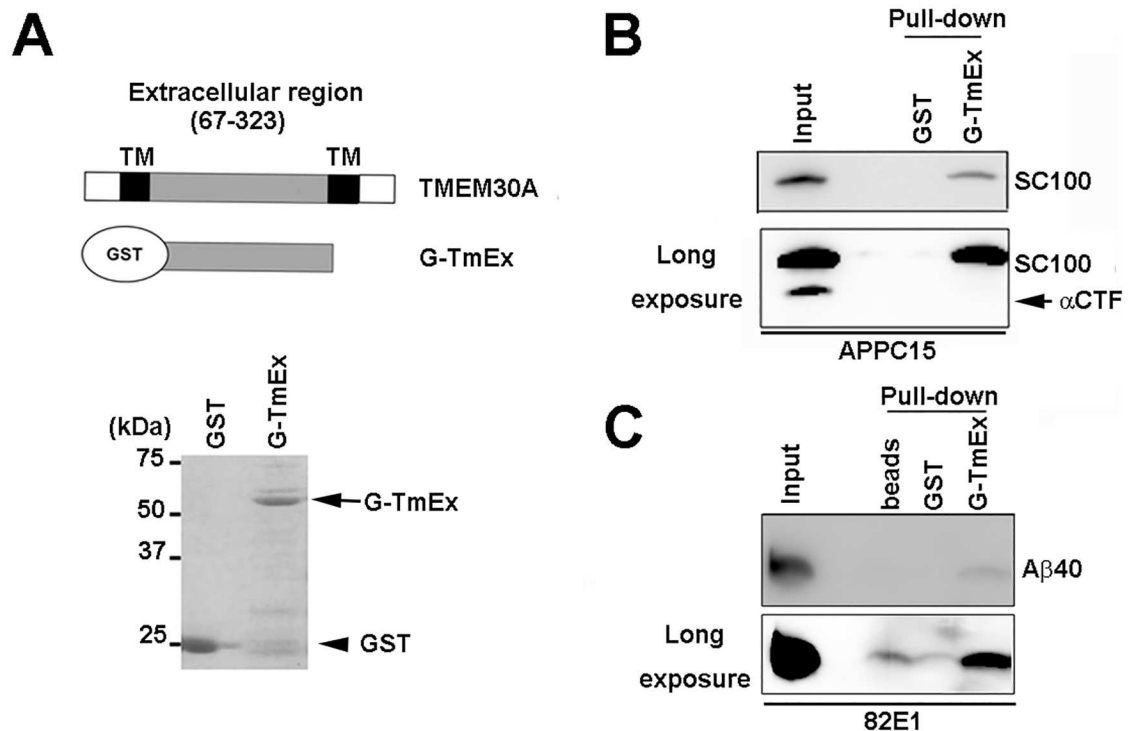 A
Extracellular region
(67-323)
TM TM
TMEM30A
GST G-TmEx
(kDa) GST G-TmEx
75
50
37
25
G-TmEx
GST
B
Pull-down
Input GST G-TmEx
SC100
Long exposure
SC100
αCTF
APPC15
C
Pull-down
Input beads GST G-TmEx
Aβ40
Long
exposure
82E1